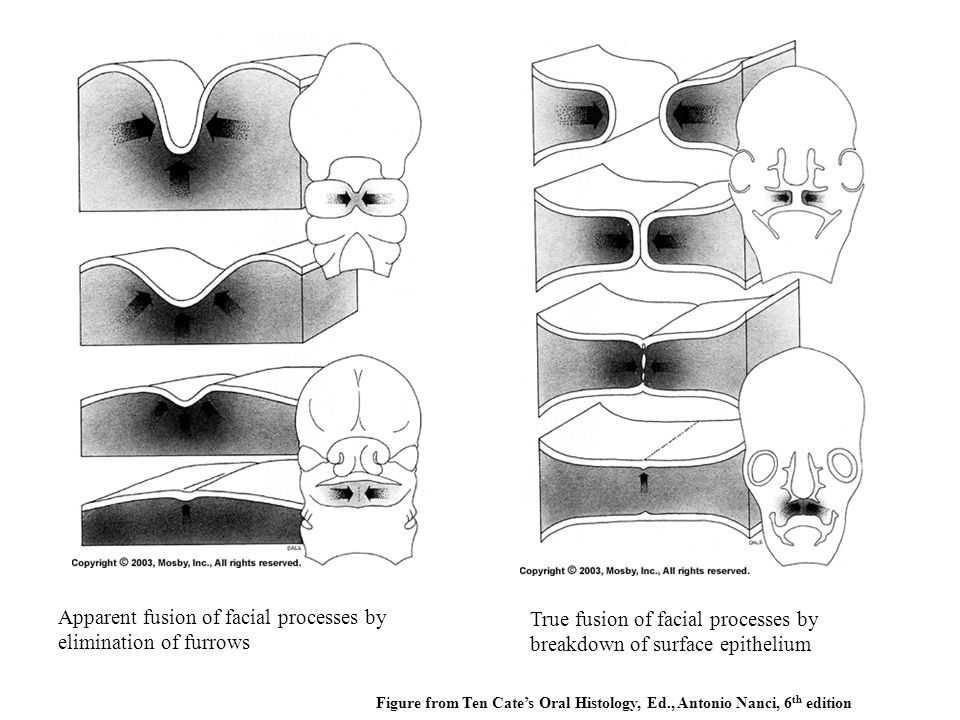 DALE
Copyright © 2003, Mosby, Inc., All rights reserved.
Apparent fusion of facial processes by
elimination of furrows
DALE
Copyright © 2003, Mosby, Inc., All rights reserved.
True fusion of facial processes by
breakdown of surface epithelium
Figure from Ten Cate’s Oral Histology, Ed., Antonio Nanci, 6th edition